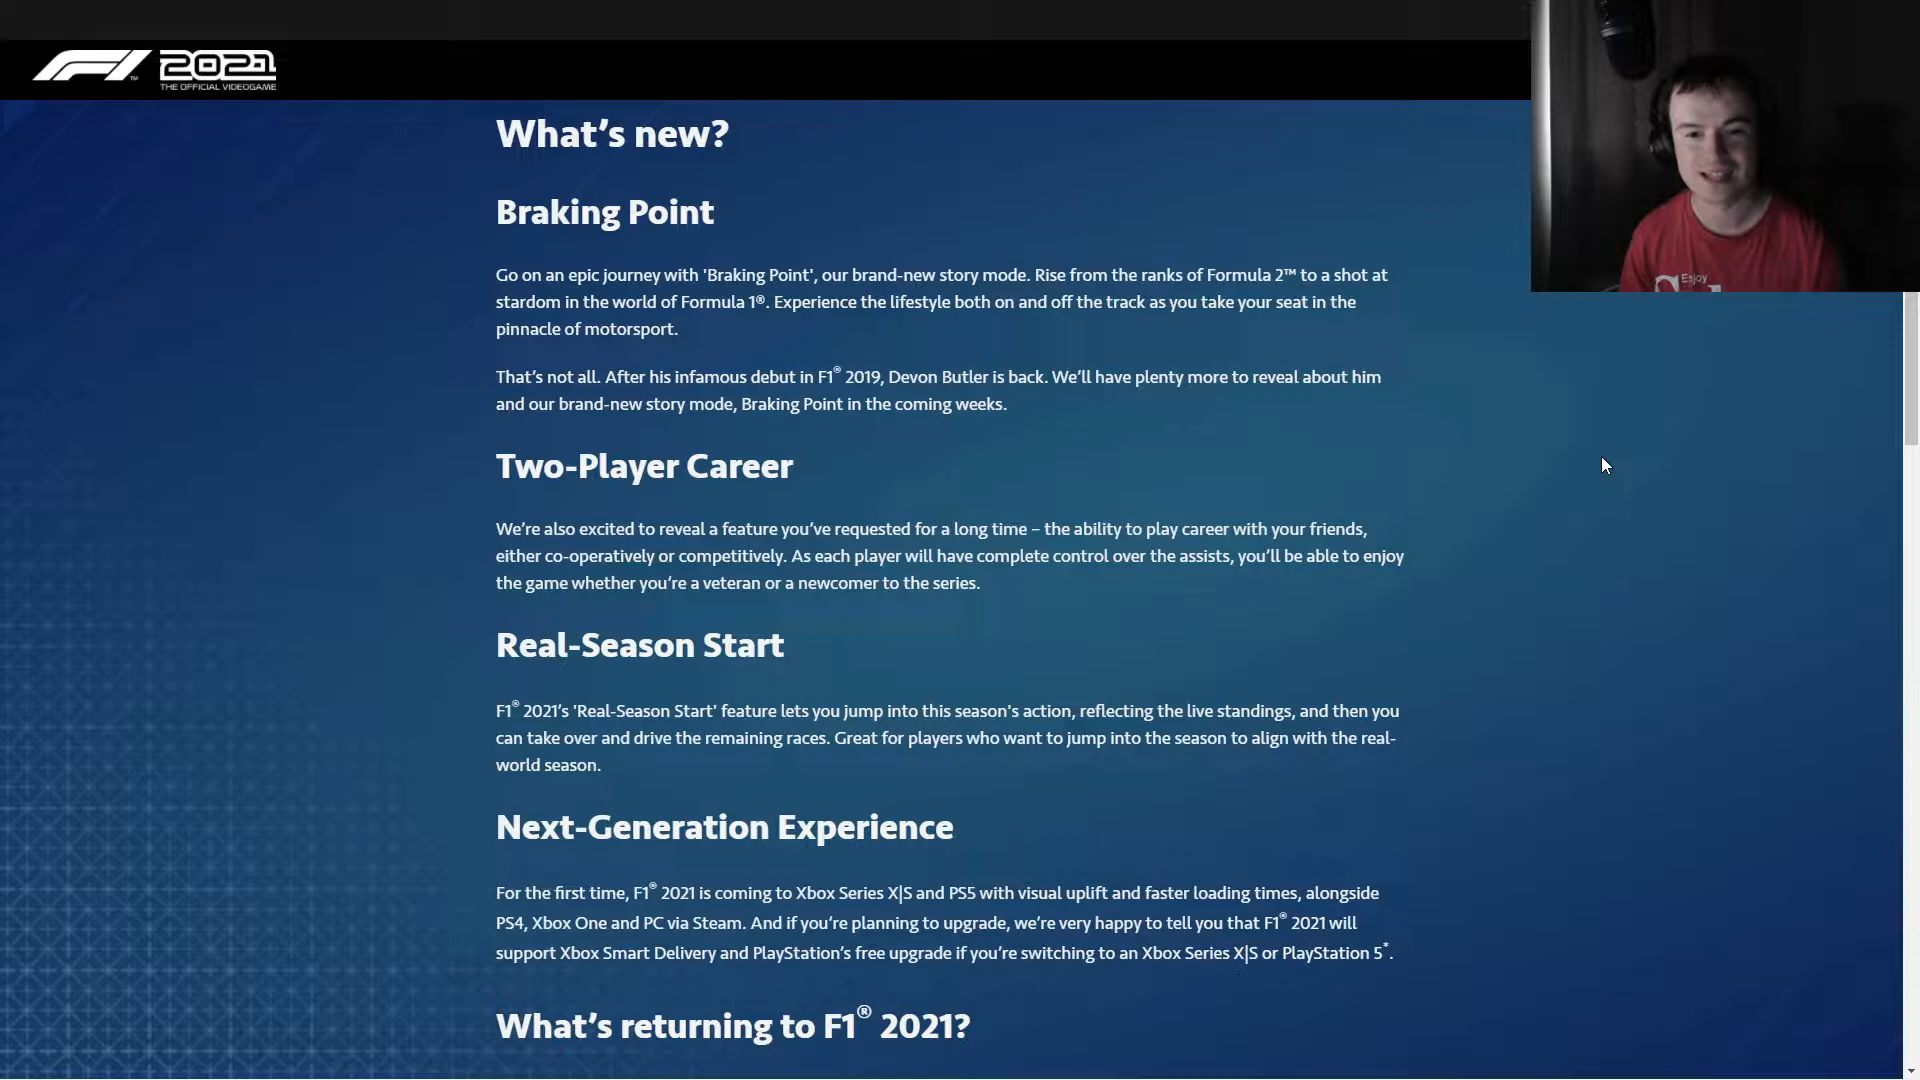 F1™ 2021
THE OFFICIAL VIDEOGAME
What’s new?
Braking Point
Go on an epic journey with 'Braking Point', our brand-new story mode. Rise from the ranks of Formula 2™ to a shot at
stardom in the world of Formula 1®. Experience the lifestyle both on and off the track as you take your seat in the
pinnacle of motorsport.
That’s not all. After his infamous debut in F1® 2019, Devon Butler is back. We’ll have plenty more to reveal about him
and our brand-new story mode, Braking Point in the coming weeks.
Two-Player Career
We’re also excited to reveal a feature you’ve requested for a long time – the ability to play career with your friends,
either co-operatively or competitively. As each player will have complete control over the assists, you’ll be able to enjoy
the game whether you’re a veteran or a newcomer to the series.
Real-Season Start
F1® 2021’s 'Real-Season Start' feature lets you jump into this season's action, reflecting the live standings, and then you
can take over and drive the remaining races. Great for players who want to jump into the season to align with the real-
world season.
Next-Generation Experience
For the first time, F1® 2021 is coming to Xbox Series X|S and PS5 with visual uplift and faster loading times, alongside
PS4, Xbox One and PC via Steam. And if you’re planning to upgrade, we’re very happy to tell you that F1® 2021 will
support Xbox Smart Delivery and PlayStation’s free upgrade if you’re switching to an Xbox Series X|S or PlayStation 5*.
What’s returning to F1® 2021?
Enjoy